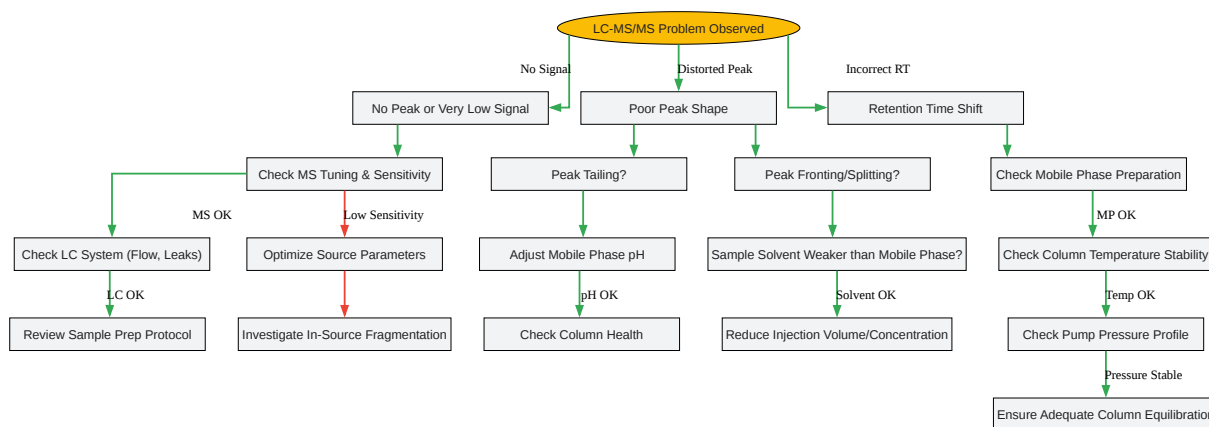 LC-MS/MS Problem Observed
No Signal
Distorted Peak
Incorrect RT
No Peak or Very Low Signal
Poor Peak Shape
Retention Time Shift
Check MS Tuning & Sensitivity
Peak Tailing?
Peak Fronting/Splitting?
Check Mobile Phase Preparation
MS OK
Low Sensitivity
MP OK
Check LC System (Flow, Leaks)
Optimize Source Parameters
Adjust Mobile Phase pH
Sample Solvent Weaker than Mobile Phase?
Check Column Temperature Stability
LC OK
pH OK
Solvent OK
Temp OK
Review Sample Prep Protocol
Investigate In-Source Fragmentation
Check Column Health
Reduce Injection Volume/Concentration
Check Pump Pressure Profile
Pressure Stable
Ensure Adequate Column Equilibration